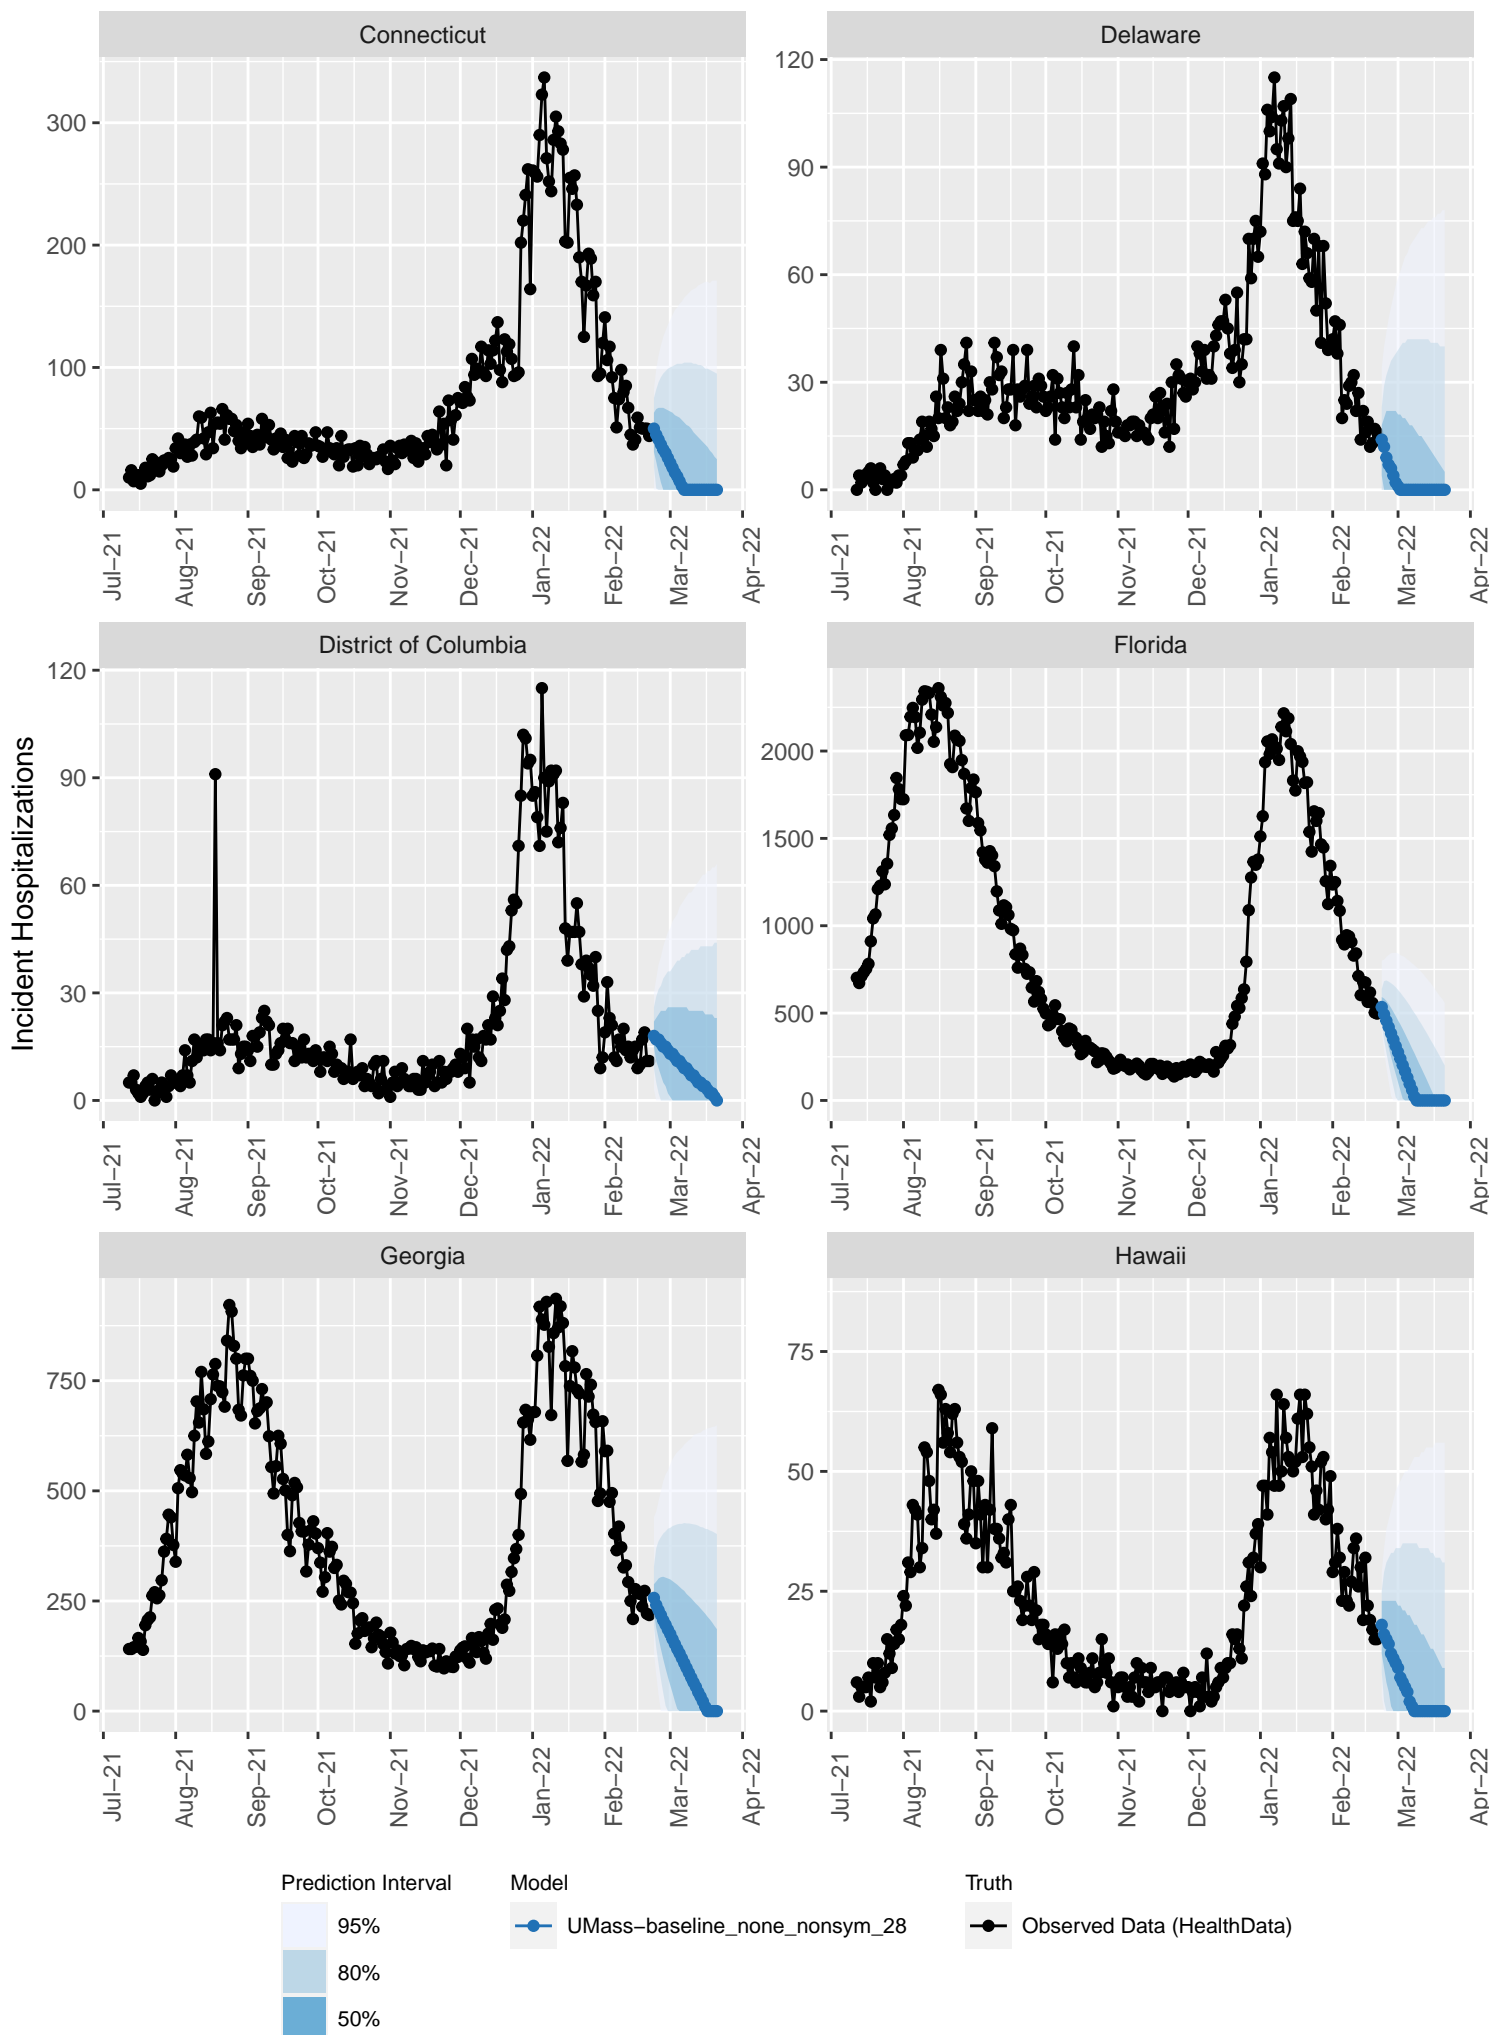 Connecticut
Delaware
300
200
100
0
120
90
60
30
0
Jul−21
Aug−21
Sep−21
Oct−21
Nov−21
Dec−21
Jan−22
Feb−22
Mar−22
Apr−22
Jul−21
Aug−21
Sep−21
Oct−21
Nov−21
Dec−21
Jan−22
Feb−22
Mar−22
Apr−22
Incident Hospitalizations
District of Columbia
Florida
120
90
60
30
0
2000
1500
1000
500
0
Jul−21
Aug−21
Sep−21
Oct−21
Nov−21
Dec−21
Jan−22
Feb−22
Mar−22
Apr−22
Jul−21
Aug−21
Sep−21
Oct−21
Nov−21
Dec−21
Jan−22
Feb−22
Mar−22
Apr−22
Georgia
Hawaii
750
500
250
0
75
50
25
0
Jul−21
Aug−21
Sep−21
Oct−21
Nov−21
Dec−21
Jan−22
Feb−22
Mar−22
Apr−22
Jul−21
Aug−21
Sep−21
Oct−21
Nov−21
Dec−21
Jan−22
Feb−22
Mar−22
Apr−22
Prediction Interval
95%
80%
50%
Model
UMass−baseline_none_nonsym_28
Truth
Observed Data (HealthData)